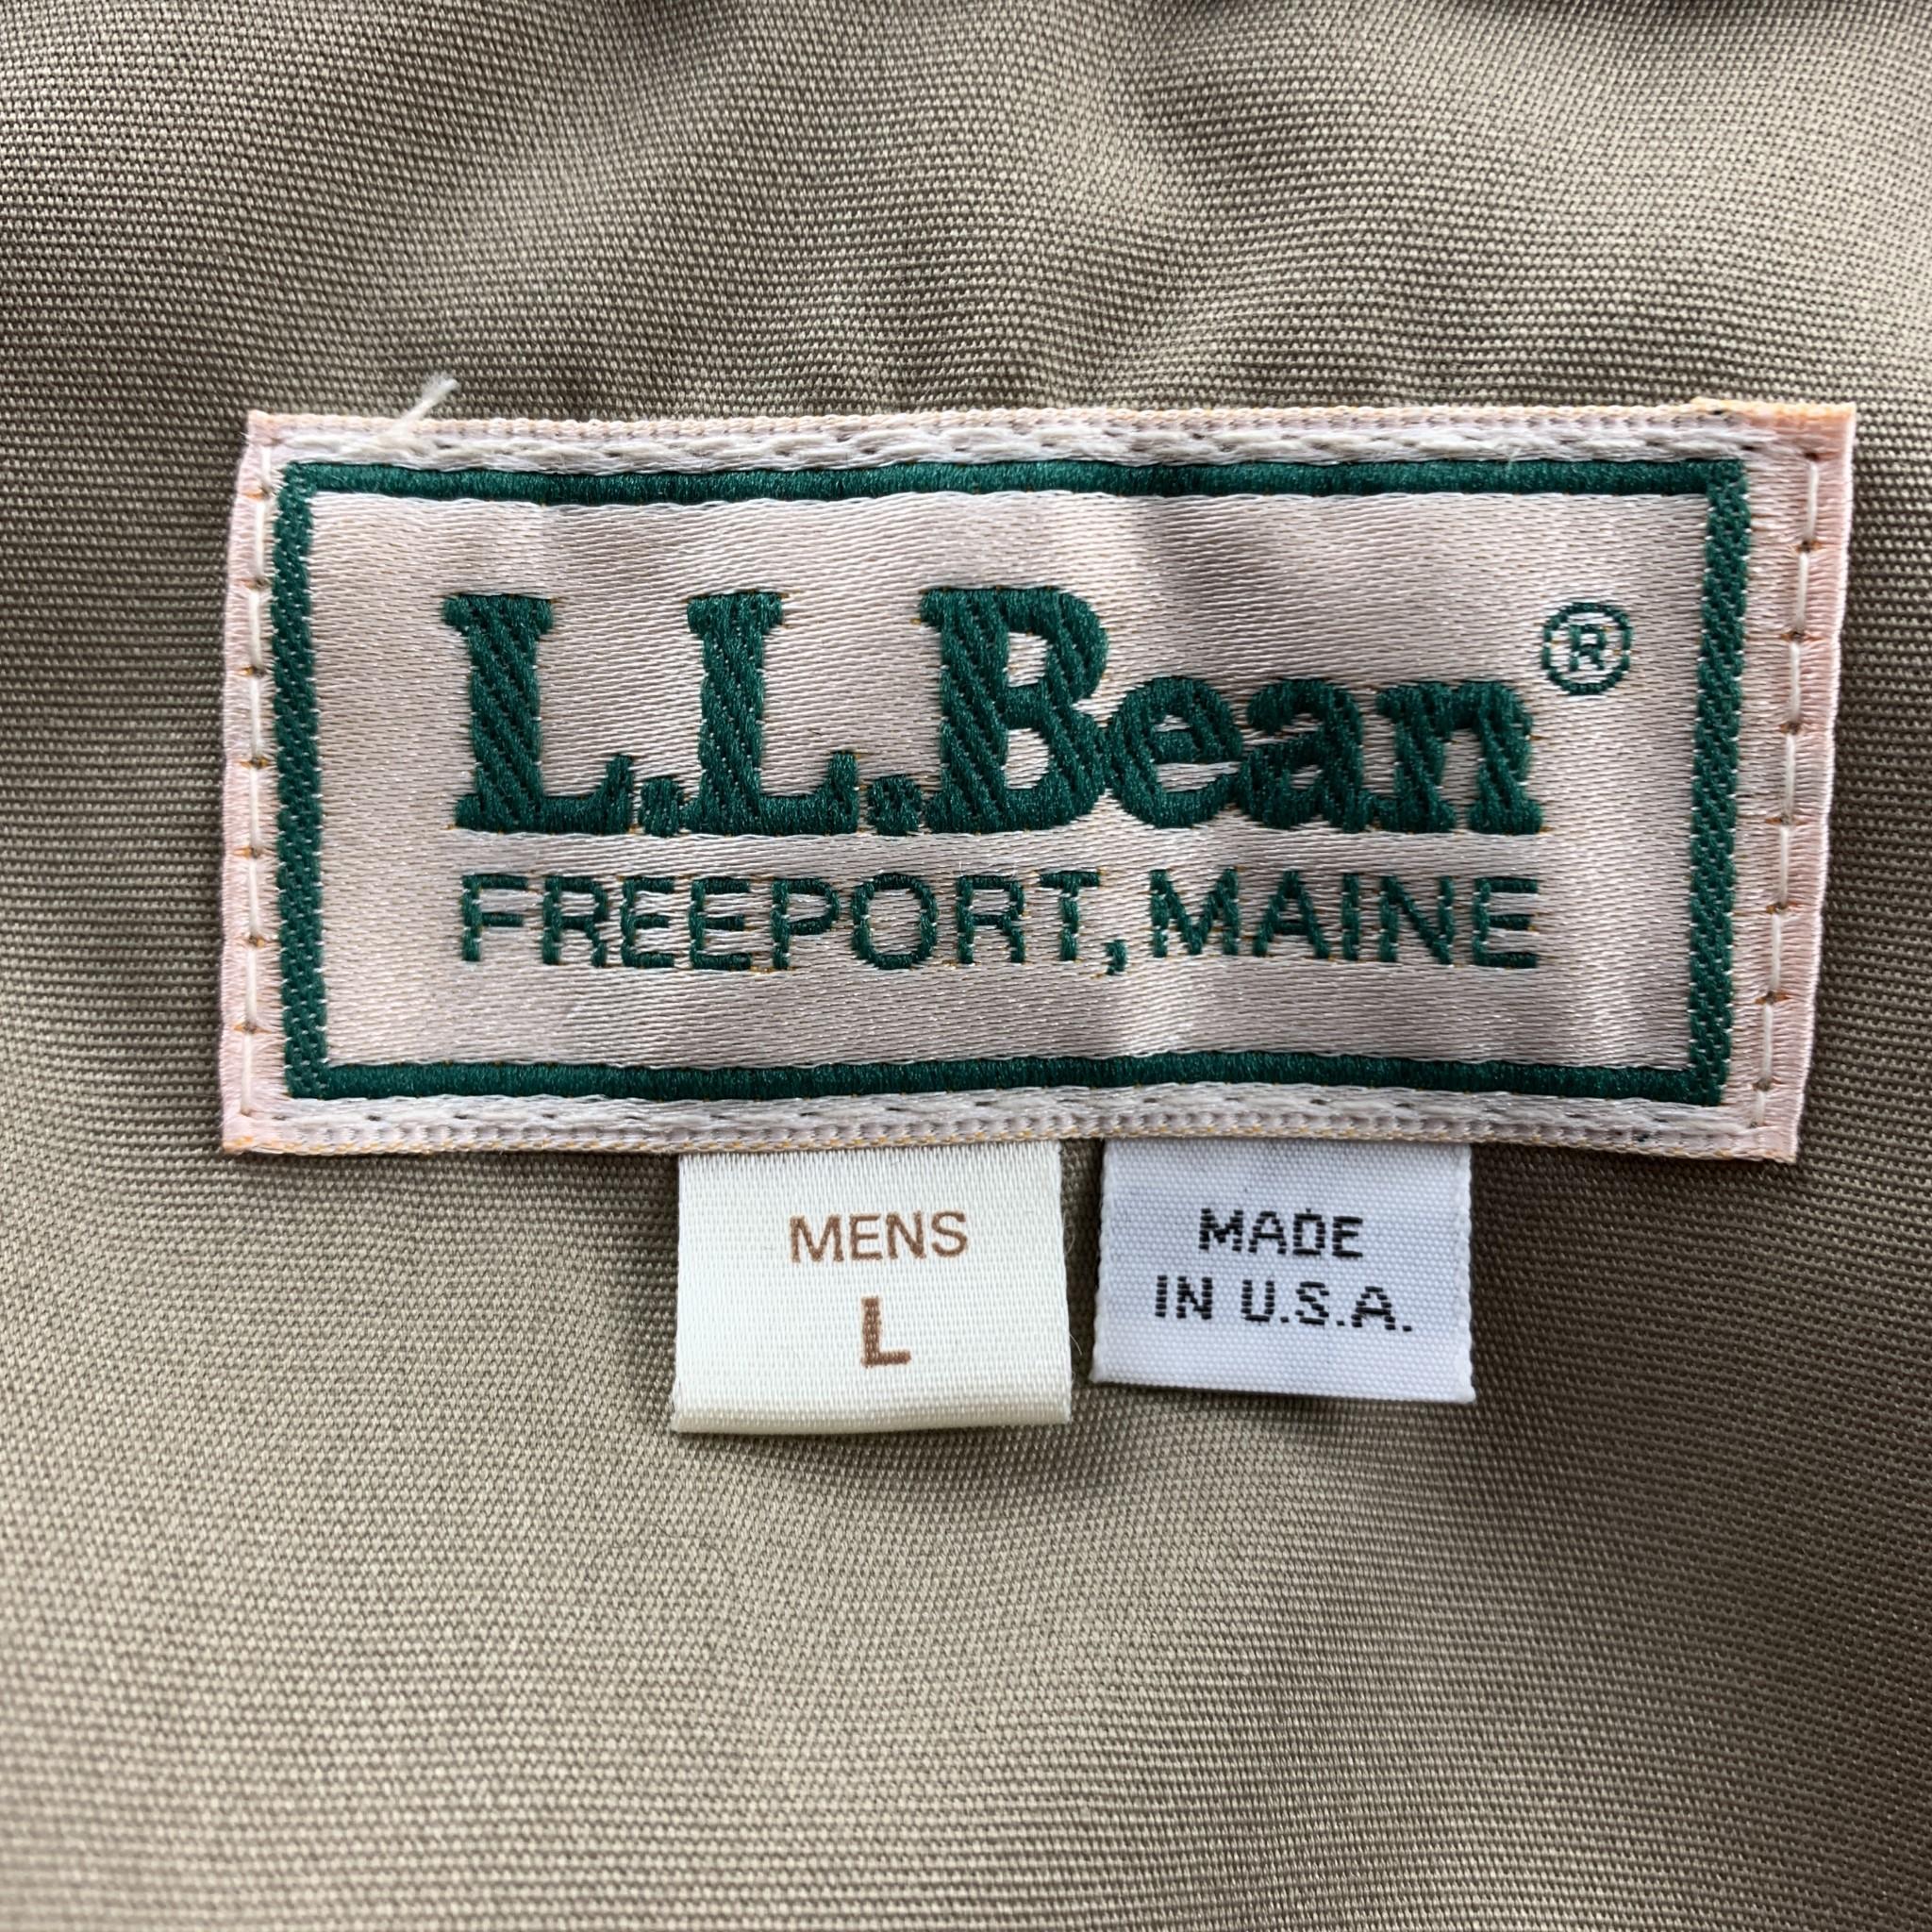 L.L.Bean®
FREEPORT, MAINE
MENS
L
MADE
IN U.S.A.